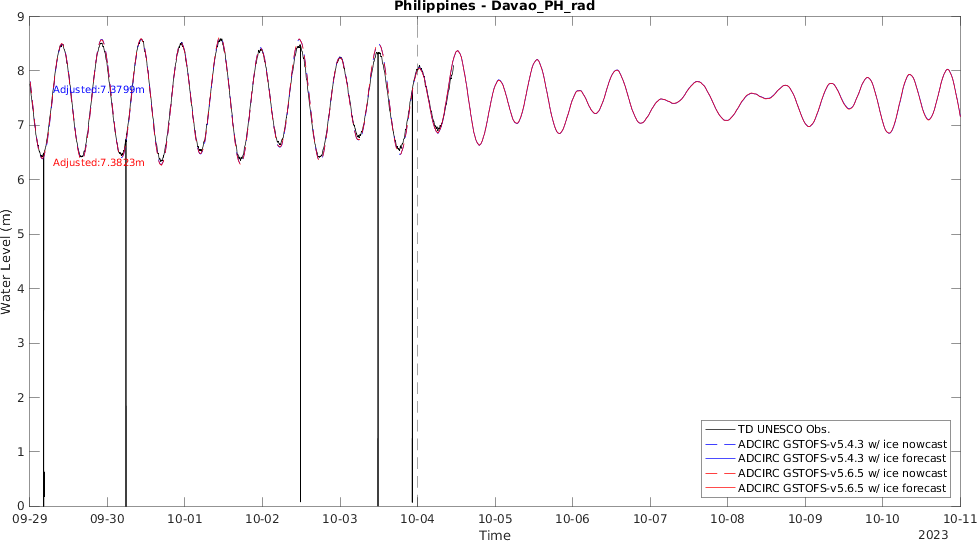 Philippines - Davao_PH_rad
9
8
7
6
5
4
3
2
1
0
Water Level (m)
Adjusted:7.3799m
Adjusted:7.3823m
TD UNESCO Obs.
ADCIRC GSTOFS-v5.4.3 w/ ice nowcast
ADCIRC GSTOFS-v5.4.3 w/ ice forecast
ADCIRC GSTOFS-v5.6.5 w/ ice nowcast
ADCIRC GSTOFS-v5.6.5 w/ ice forecast
09-29 09-30 10-01 10-02 10-03 10-04 10-05 10-06 10-07 10-08 10-09 10-10 10-11
Time
2023